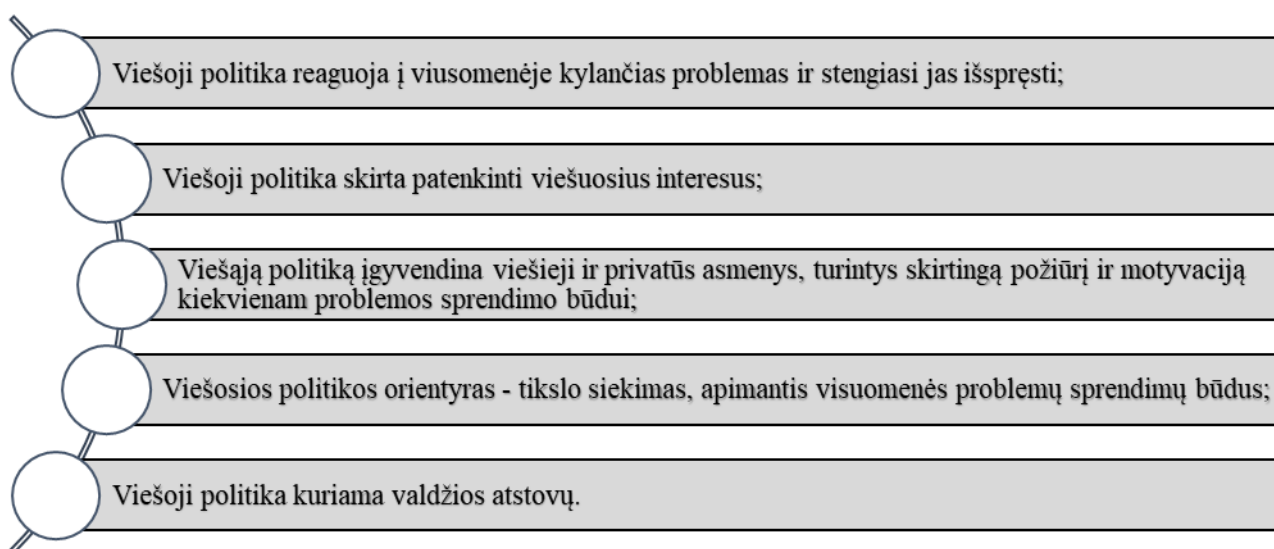 Viešoji politika reaguoja į viusomenėje kylančias problemas ir stengiasi jas išspręsti;
Viešoji politika skirta patenkinti viešuosius interesus;
Viešąją politiką įgyvendina viešieji ir privatūs asmenys, turintys skirtingą požiūrį ir motyvaciją
kiekvienam problemos sprendimo būdui;
Viešosios politikos orientyras - tikslo siekimas, apimantis visuomenės problemų sprendimų būdus;
Viešoji politika kuriama valdžios atstovų.